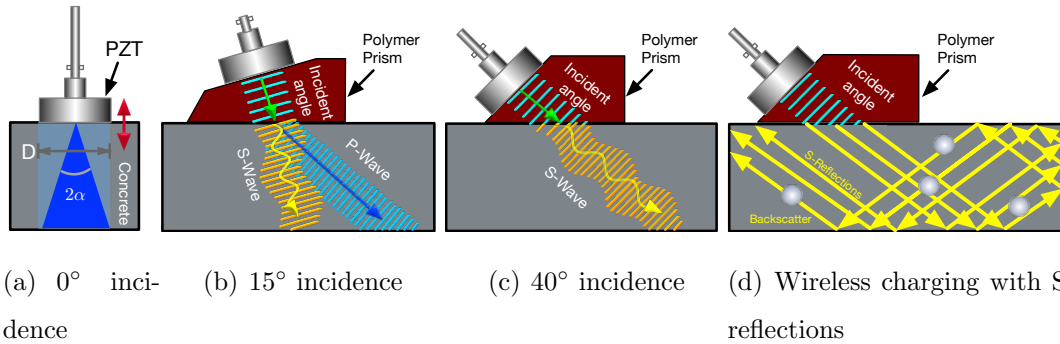 PZT
D
2α
Concrete
Polymer
Prism
Incident
angle
S-Wave
P-Wave
Polymer
Prism
Incident
angle
S-Wave
Polymer
Prism
Incident
angle
S-Reflections
Backscatter
(a) 0° inci-
dence
(b) 15° incidence
(c) 40° incidence
(d) Wireless charging with S
reflections